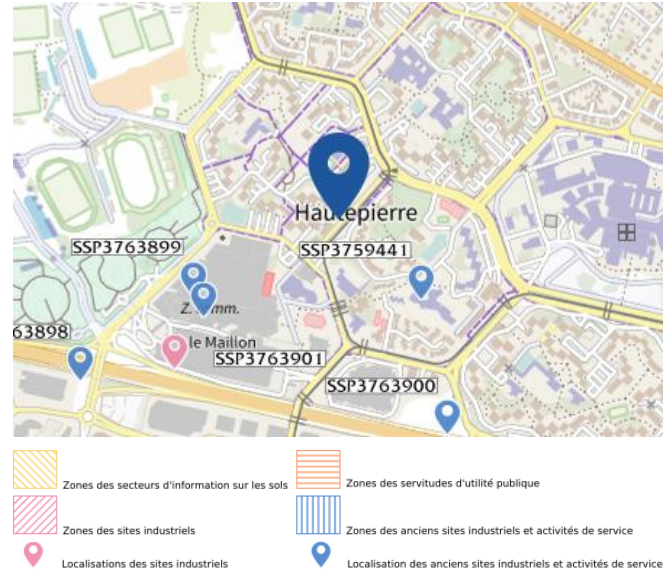 Hautepierre
SSP3763899
SSP3759441
Z.
mm.
63898
le Maillon
SSP3763901
SSP3763900
Zones des secteurs d'information sur les sols
Zones des servitudes d'utilité publique
Zones des sites industriels
Zones des anciens sites industriels et activités de service
Localisations des sites industriels
Localisation des anciens sites industriels et activités de service